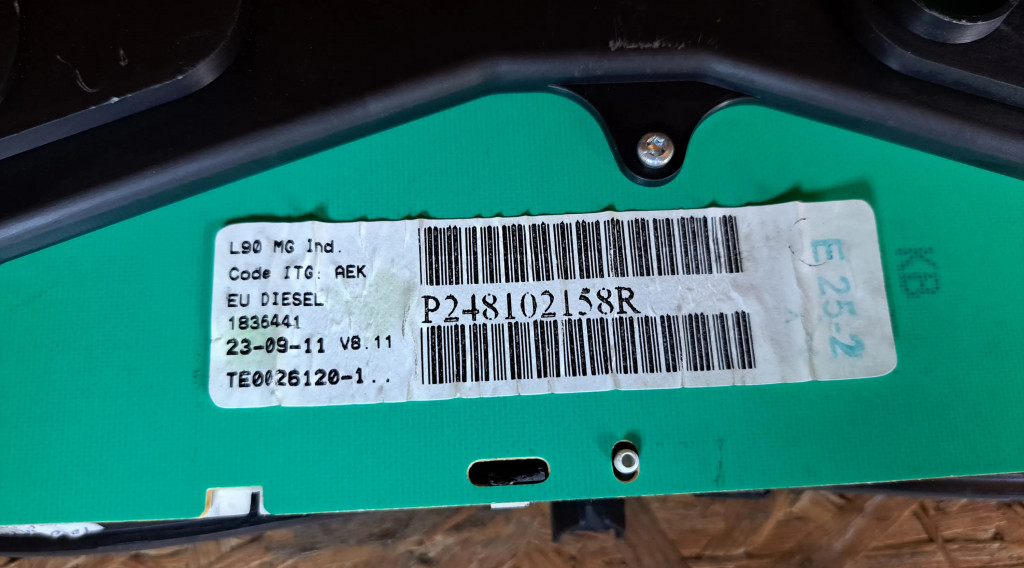 L90 MG Ind.
Code ITG: AEK
EU DIESEL
1836441
23-09-11 V8.11
TE0026120-1..
P248102158R
E 25-2
A
KB